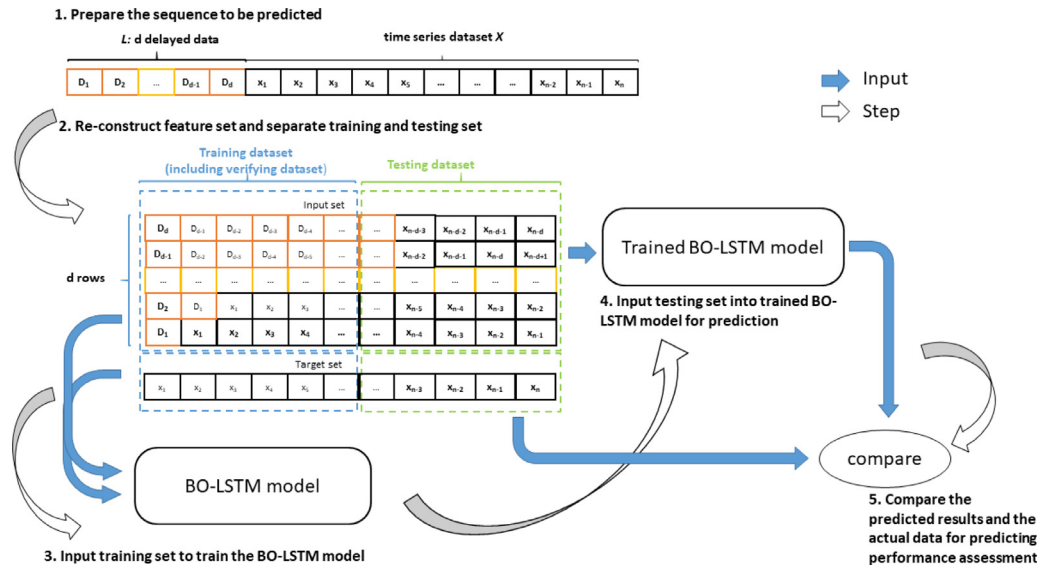 1. Prepare the sequence to be predicted
L: d delayed data
time series dataset X
D1 D2 ... Dd-1 Dd x1 x2 x3 x4 x5 ... ... ... xn-2 xn-1 xn
Input
Step
2. Re-construct feature set and separate training and testing set
Training dataset
(including verifying dataset)
Testing dataset
Input set
Dd Dd-1 Dd-2 Dd-3 Dd-4 ... ... xn-d-3 xn-d-2 xn-d-1 xn-d
Dd-1 Dd-2 Dd-3 Dd-4 Dd-5 ... ... xn-d-2 xn-d-1 xn-d xn-d+1
d rows
... ... ... ... ... ... ... ... ... ... ...
D2 D1 x1 x2 x3 ... ... xn-5 xn-4 xn-3 xn-2
D1 x1 x2 x3 x4 ... ... xn-4 xn-3 xn-2 xn-1
Target set
x1 x2 x3 x4 x5 ... ... xn-3 xn-2 xn-1 xn
Trained BO-LSTM model
4. Input testing set into trained BO-
LSTM model for prediction
BO-LSTM model
3. Input training set to train the BO-LSTM model
compare
5. Compare the
predicted results and the
actual data for predicting
performance assessment